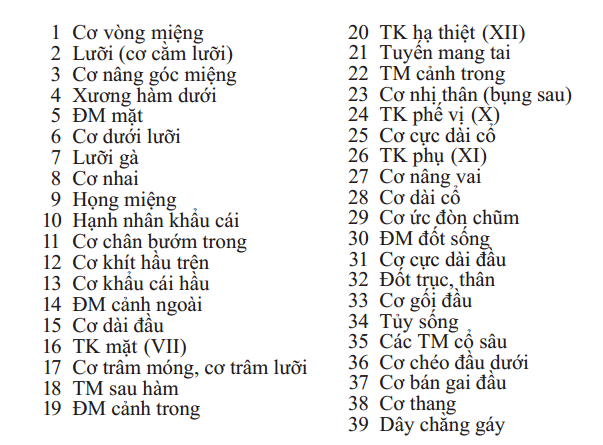 1 Cơ vòng miệng
2 Lưỡi (cơ cằm lưỡi)
3 Cơ nâng góc miệng
4 Xương hàm dưới
5 ĐM mặt
6 Cơ dưới lưỡi
7 Lưỡi gà
8 Cơ nhai
9 Họng miệng
10 Hạnh nhân khẩu cái
11 Cơ chân bướm trong
12 Cơ khít hầu trên
13 Cơ khẩu cái hầu
14 ĐM cảnh ngoài
15 Cơ dài đầu
16 TK mặt (VII)
17 Cơ trâm móng, cơ trâm lưỡi
18 TM sau hàm
19 ĐM cảnh trong
20 TK hạ thiệt (XII)
21 Tuyến mang tai
22 TM cảnh trong
23 Cơ nhị thân (bụng sau)
24 TK phế vị (X)
25 Cơ cực dài cổ
26 TK phụ (XI)
27 Cơ nâng vai
28 Cơ dài cổ
29 Cơ ức đòn chũm
30 ĐM đốt sống
31 Cơ cực dài đầu
32 Đốt trục, thân
33 Cơ gối đầu
34 Tủy sống
35 Các TM cổ sâu
36 Cơ chéo đầu dưới
37 Cơ bán gai đầu
38 Cơ thang
39 Dây chằng gáy